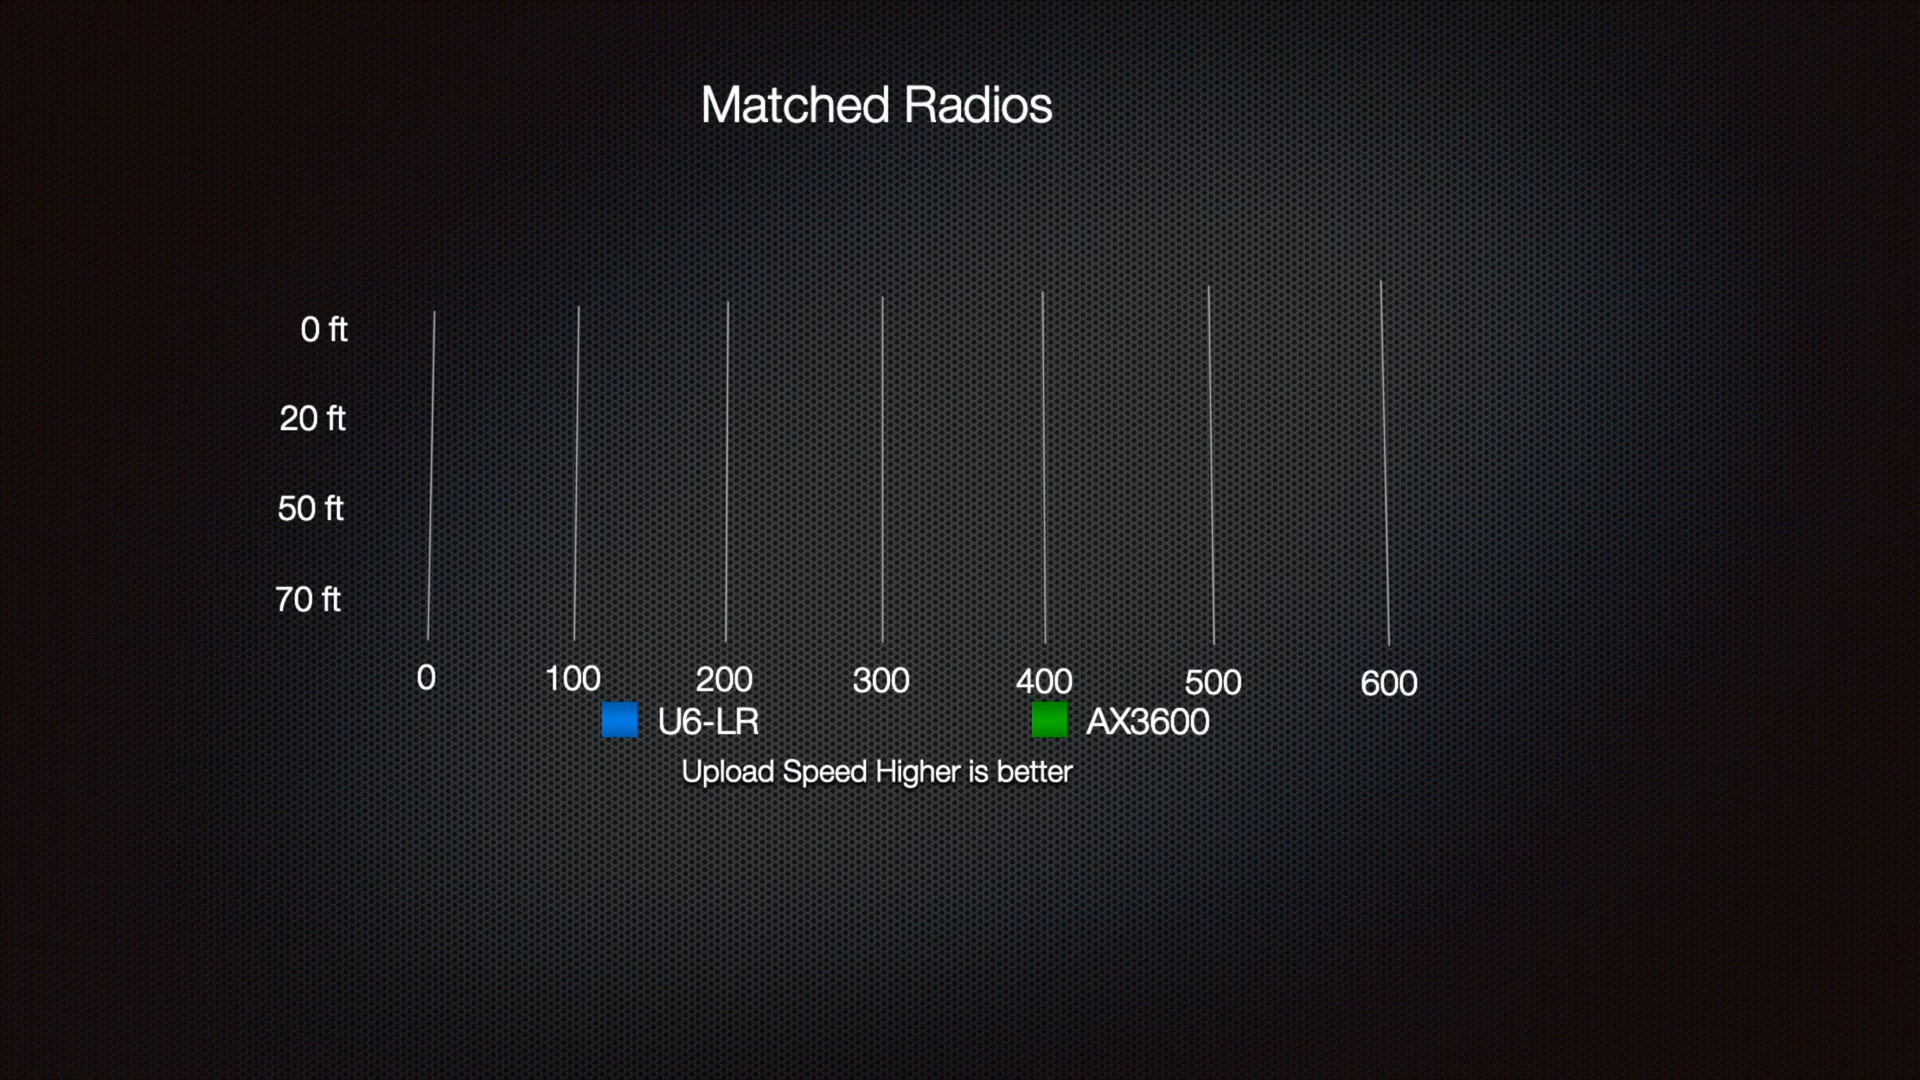 Matched Radios
0 ft
20 ft
50 ft
70 ft
0 100 200 300 400 500 600
U6-LR AX3600
Upload Speed Higher is better